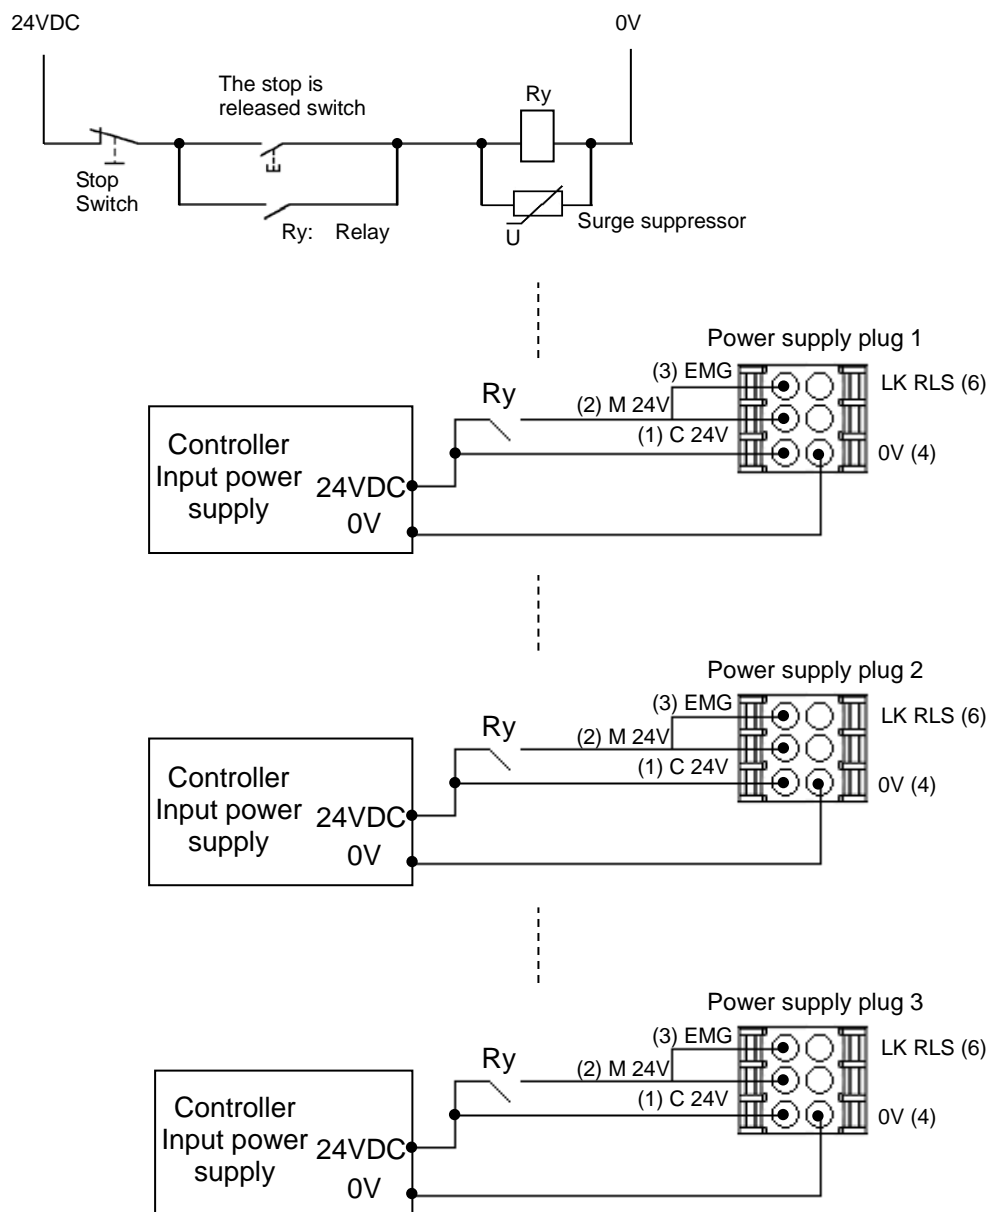 24VDC
0V
The stop is
released switch
Ry
Stop
Switch
Ry: Relay
U
Surge suppressor
Power supply plug 1
(3) EMG
LK RLS (6)
Ry
(2) M 24V
(1) C 24V
0V (4)
Controller
Input power
supply
24VDC
0V
Power supply plug 2
(3) EMG
LK RLS (6)
Ry
(2) M 24V
(1) C 24V
0V (4)
Controller
Input power
supply
24VDC
0V
Power supply plug 3
(3) EMG
LK RLS (6)
Ry
(2) M 24V
(1) C 24V
0V (4)
Controller
Input power
supply
24VDC
0V